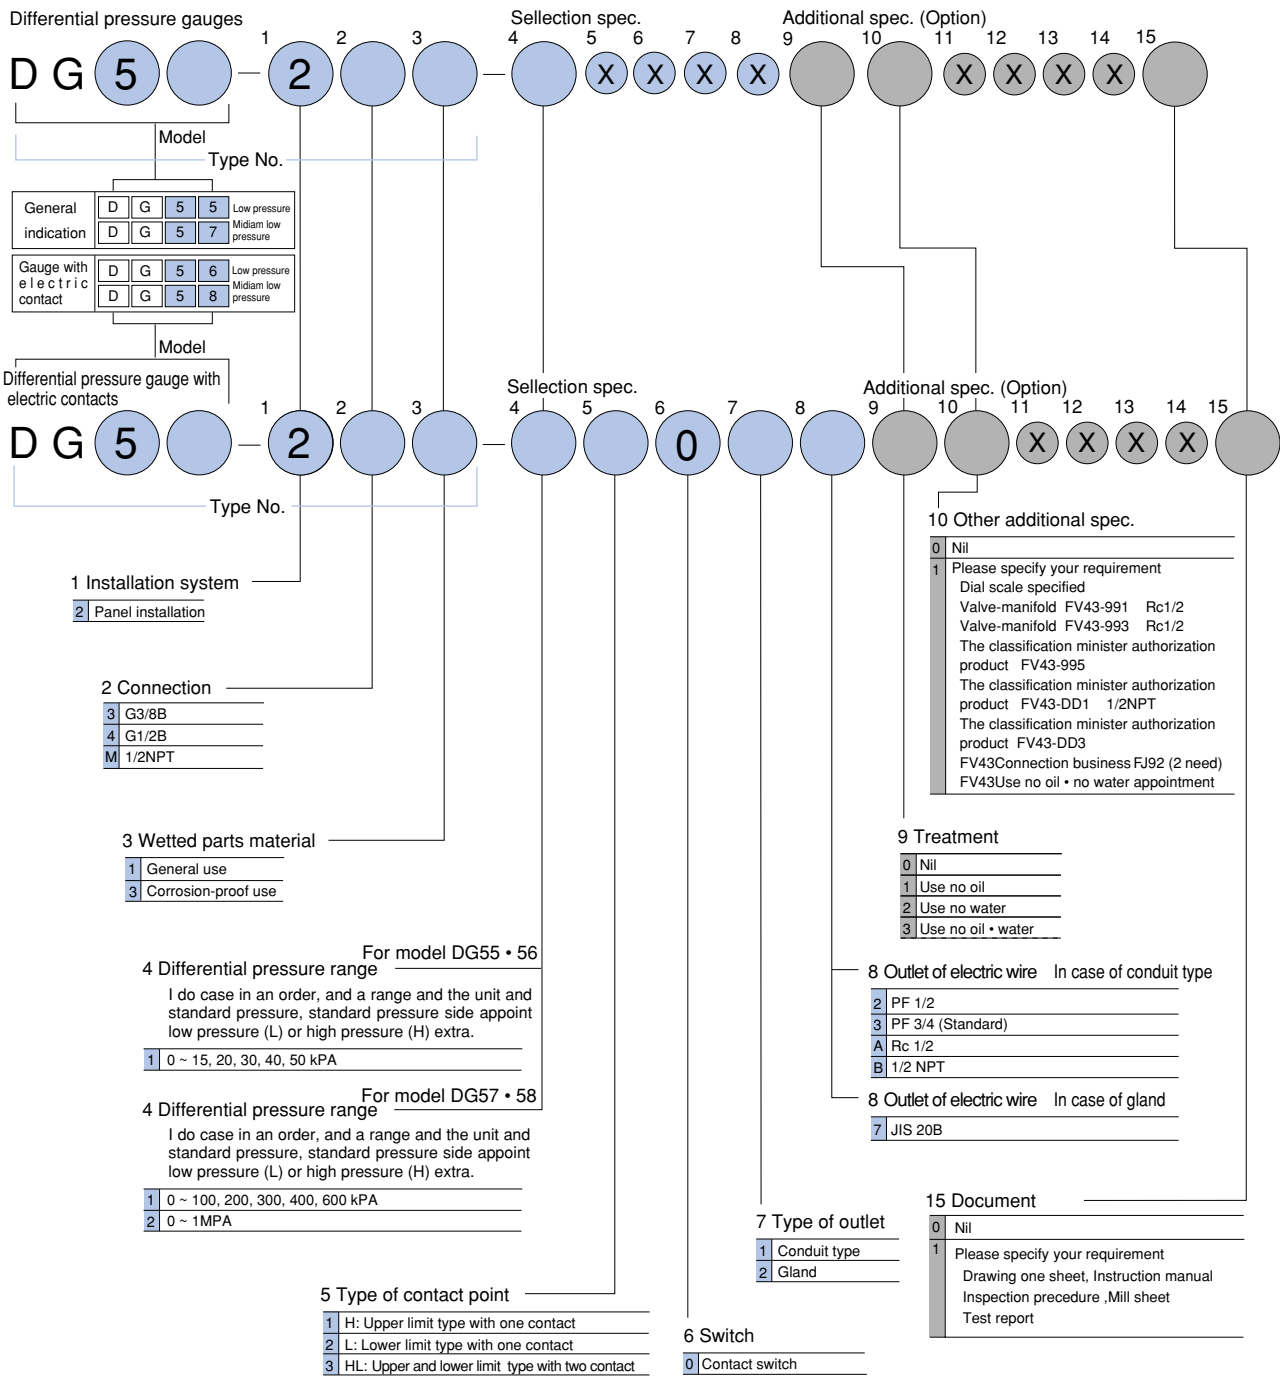 Differential pressure gauges
Sellection spec.
Additional spec. (Option)
1 2 3 4 5 6 7 8 9 10 11 12 13 14 15
D G 5 – 2 – X X X X X X X X
Model
Type No.
General indication
D G 5 5 Low pressure
D G 5 7 Midiam low pressure
Gauge with electric contact
D G 5 6 Low pressure
D G 5 8 Midiam low pressure
Model
Differential pressure gauge with
electric contacts
Sellection spec.
Additional spec. (Option)
1 2 3 4 5 6 7 8 9 10 11 12 13 14 15
D G 5 – 2 – 0 X X X X
Type No.
1 Installation system
2 Panel installation
2 Connection
3 G3/8B
4 G1/2B
M 1/2NPT
3 Wetted parts material
1 General use
3 Corrosion-proof use
For model DG55 • 56
4 Differential pressure range
I do case in an order, and a range and the unit and
standard pressure, standard pressure side appoint
low pressure (L) or high pressure (H) extra.
1 0 ~ 15, 20, 30, 40, 50 kPA
For model DG57 • 58
4 Differential pressure range
I do case in an order, and a range and the unit and
standard pressure, standard pressure side appoint
low pressure (L) or high pressure (H) extra.
1 0 ~ 100, 200, 300, 400, 600 kPA
2 0 ~ 1MPA
5 Type of contact point
1 H: Upper limit type with one contact
2 L: Lower limit type with one contact
3 HL: Upper and lower limit type with two contact
6 Switch
0 Contact switch
7 Type of outlet
1 Conduit type
2 Gland
8 Outlet of electric wire In case of conduit type
2 PF 1/2
3 PF 3/4 (Standard)
A Rc 1/2
B 1/2 NPT
8 Outlet of electric wire In case of gland
7 JIS 20B
9 Treatment
0 Nil
1 Use no oil
2 Use no water
3 Use no oil • water
10 Other additional spec.
0 Nil
1 Please specify your requirement
Dial scale specified
Valve-manifold FV43-991 Rc1/2
Valve-manifold FV43-993 Rc1/2
The classification minister authorization
product FV43-995
The classification minister authorization
product FV43-DD1 1/2NPT
The classification minister authorization
product FV43-DD3
FV43Connection business FJ92 (2 need)
FV43Use no oil • no water appointment
15 Document
0 Nil
1 Please specify your requirement
Drawing one sheet, Instruction manual
Inspection precedure ,Mill sheet
Test report